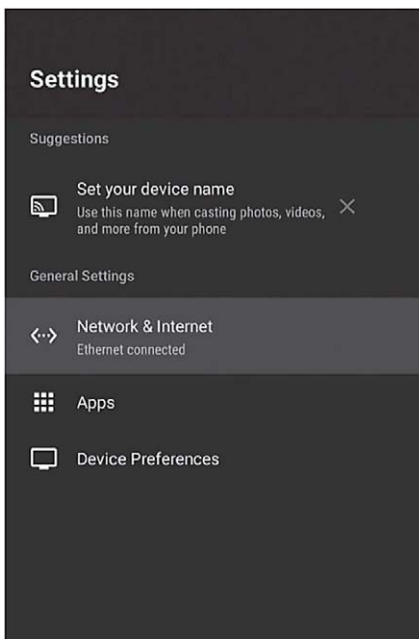 Settings
Suggestions
Set your device name
Use this name when casting photos, videos,
and more from your phone
General Settings
Network & Internet
Ethernet connected
Apps
Device Preferences